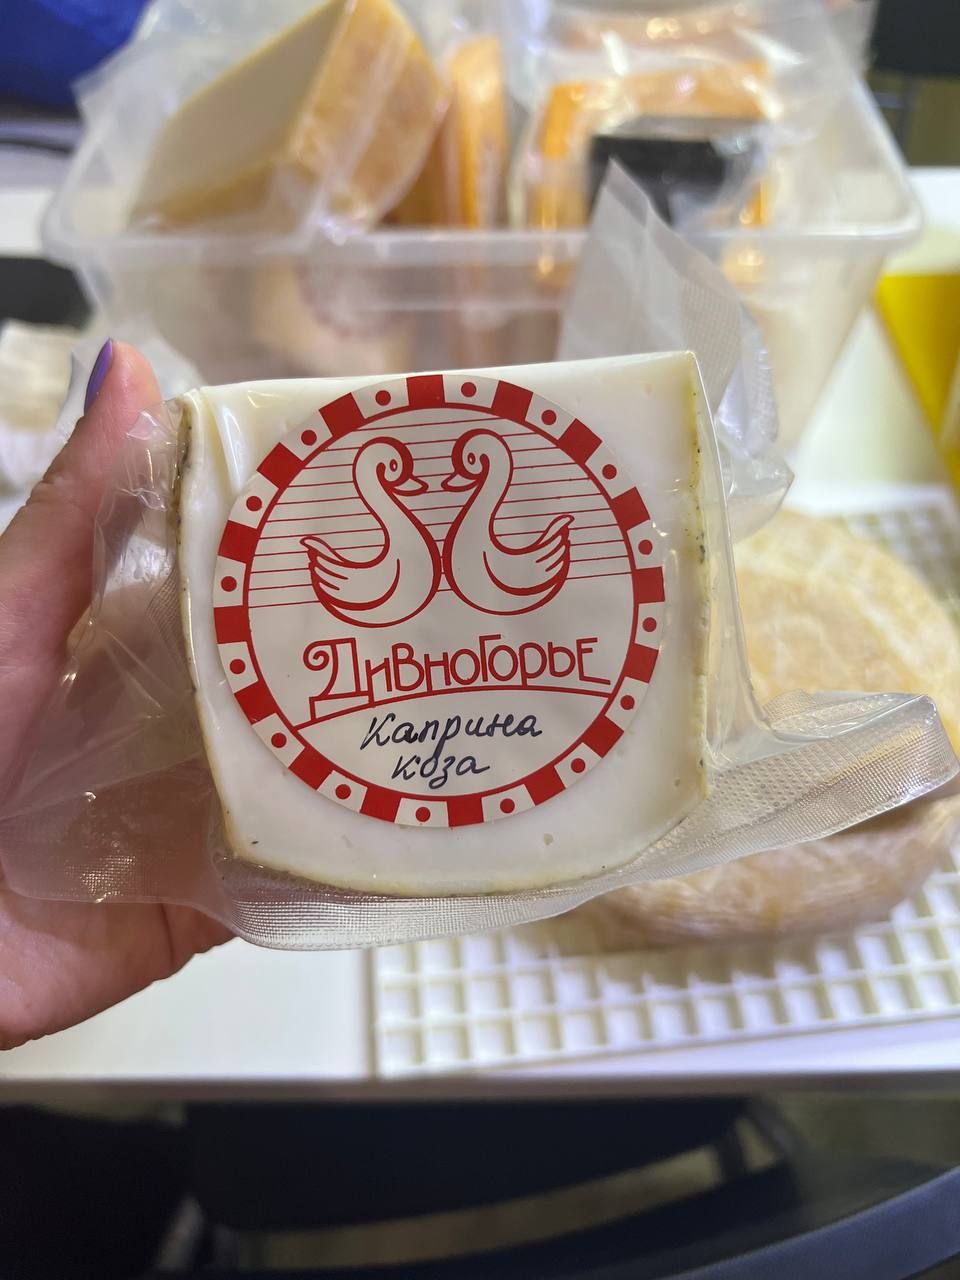 Дивногорье
Каприна
коза